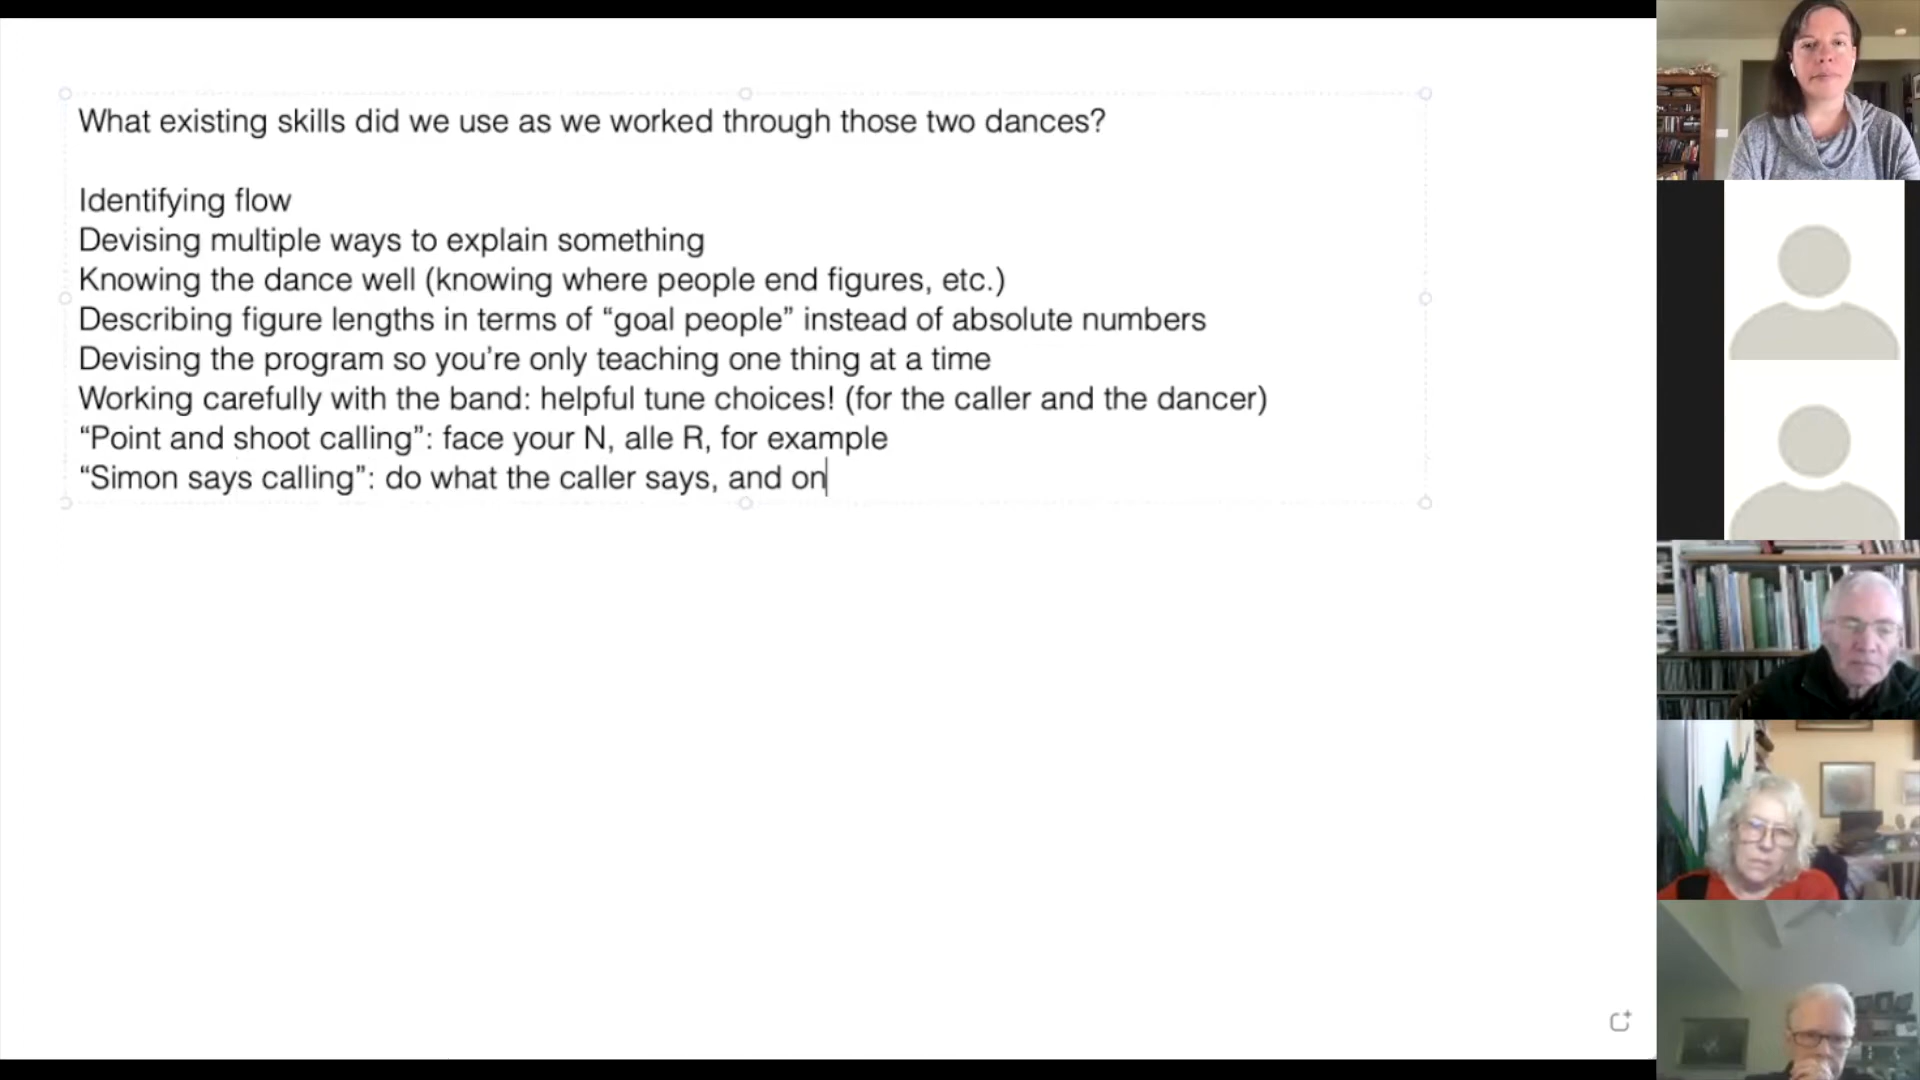 What existing skills did we use as we worked through those two dances?
Identifying flow
Devising multiple ways to explain something
Knowing the dance well (knowing where people end figures, etc.)
Describing figure lengths in terms of “goal people” instead of absolute numbers
Devising the program so you’re only teaching one thing at a time
Working carefully with the band: helpful tune choices! (for the caller and the dancer)
“Point and shoot calling”: face your N, alle R, for example
“Simon says calling”: do what the caller says, and on